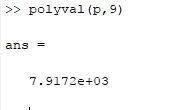 >> polyval(p,9)
ans =
7.9172e+03